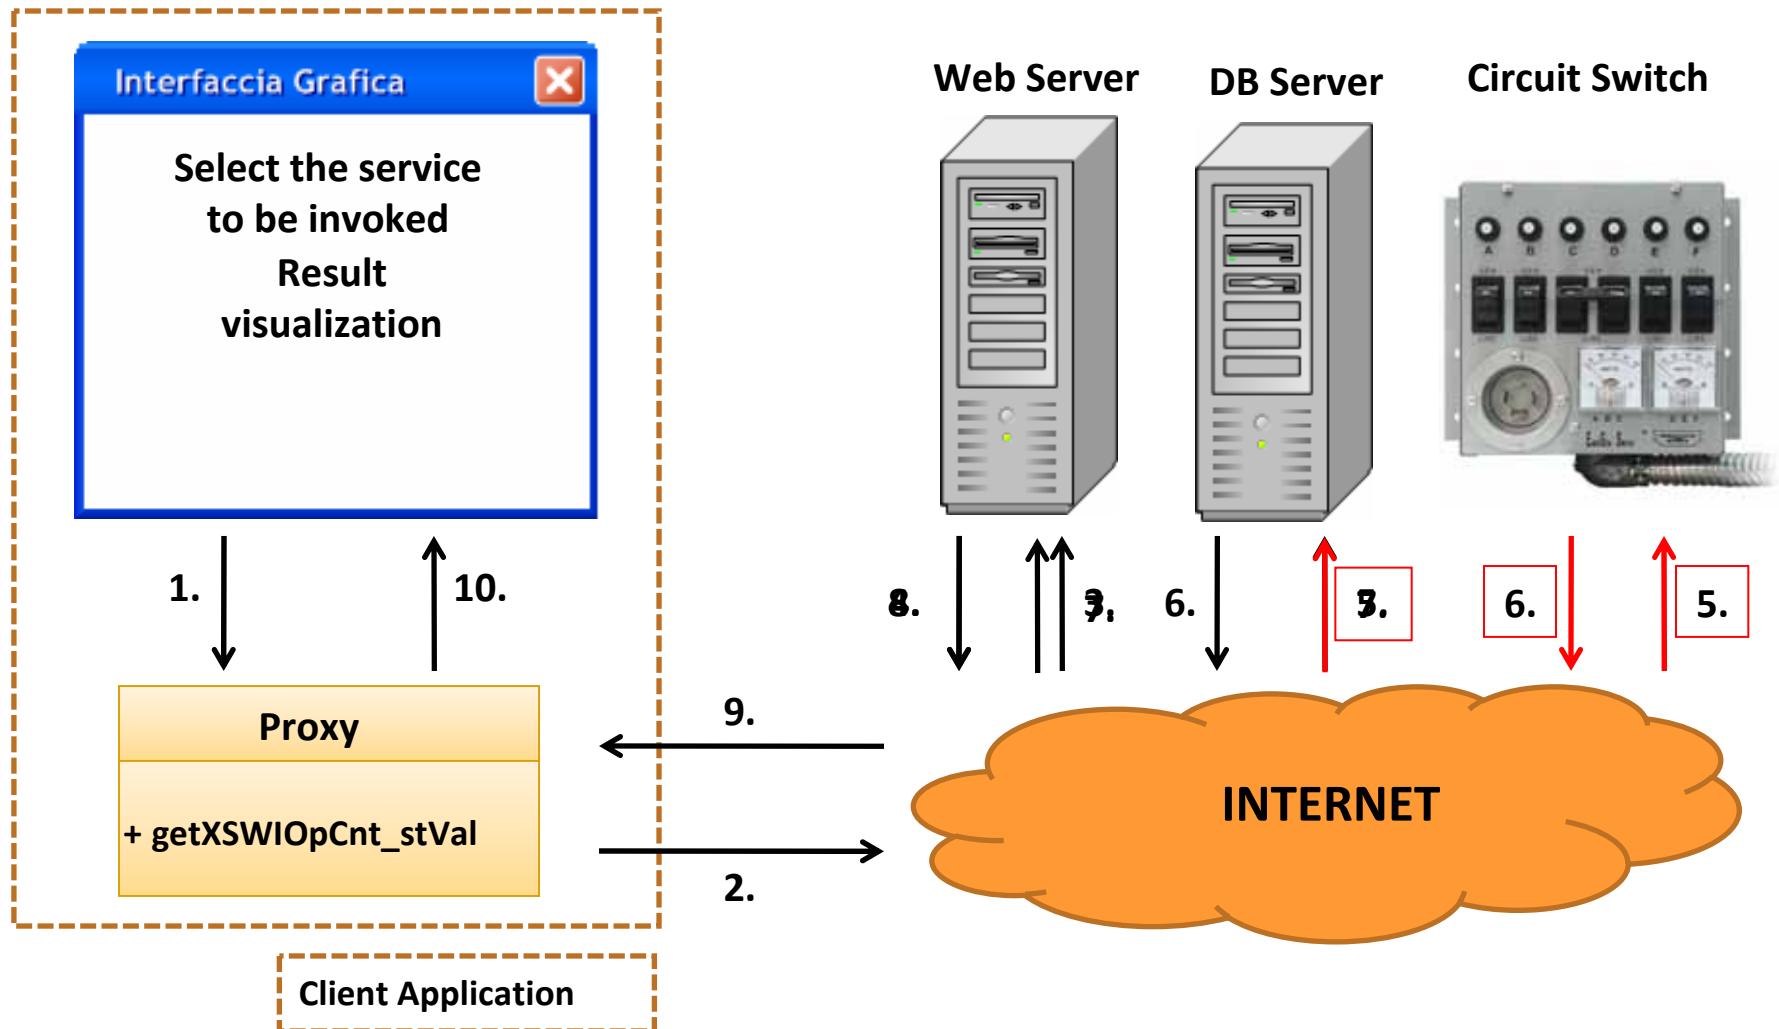 Interfaccia Grafica
Select the service
to be invoked
Result
visualization
Web Server
DB Server
Circuit Switch
A B C D E F
1.
10.
6.
6.
5.
Proxy
+ getXSWIOpCnt_stVal
9.
2.
INTERNET
Client Application